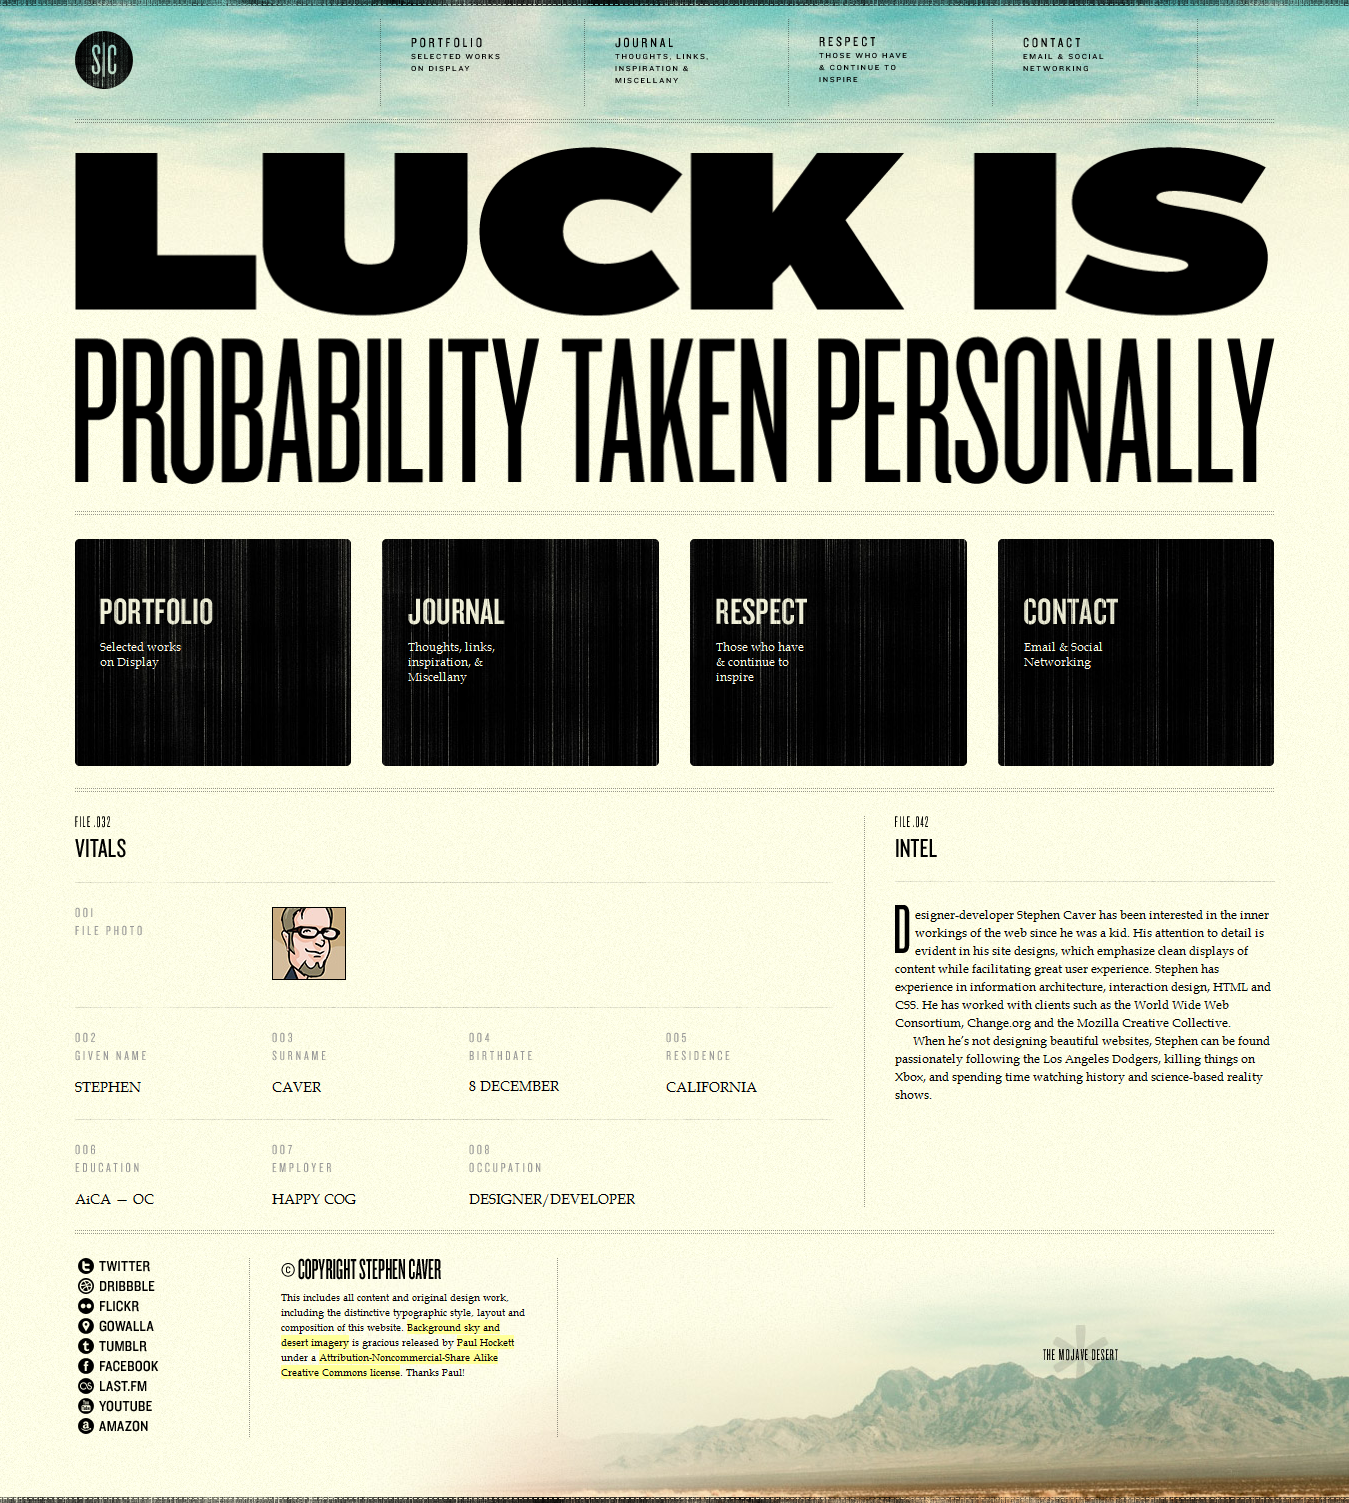 S|C
PORTFOLIO
SELECTED WORKS
ON DISPLAY
JOURNAL
THOUGHTS, LINKS,
INSPIRATION &
MISCELLANY
RESPECT
THOSE WHO HAVE
& CONTINUE TO
INSPIRE
CONTACT
EMAIL & SOCIAL
NETWORKING
LUCK IS
PROBABILITY TAKEN PERSONALLY
PORTFOLIO
Selected works
on Display
JOURNAL
Thoughts, links,
inspiration, &
Miscellany
RESPECT
Those who have
& continue to
inspire
CONTACT
Email & Social
Networking
FILE.032
VITALS
001
FILE PHOTO
002
GIVEN NAME
STEPHEN
003
SURNAME
CAVER
004
BIRTHDATE
8 DECEMBER
005
RESIDENCE
CALIFORNIA
006
EDUCATION
AiCA — OC
007
EMPLOYER
HAPPY COG
008
OCCUPATION
DESIGNER/DEVELOPER
FILE.042
INTEL
Designer-developer Stephen Caver has been interested in the inner
workings of the web since he was a kid. His attention to detail is
evident in his site designs, which emphasize clean displays of
content while facilitating great user experience. Stephen has
experience in information architecture, interaction design, HTML and
CSS. He has worked with clients such as the World Wide Web
Consortium, Change.org and the Mozilla Creative Collective.
When he's not designing beautiful websites, Stephen can be found
passionately following the Los Angeles Dodgers, killing things on
Xbox, and spending time watching history and science-based reality
shows.
TWITTER
DRIBBBLE
FLICKR
GOWALLA
TUMBLR
FACEBOOK
LAST.FM
YOUTUBE
AMAZON
© COPYRIGHT STEPHEN CAVER
This includes all content and original design work,
including the distinctive typographic style, layout and
composition of this website. Background sky and
desert imagery is gracious released by Paul Hockett
under a Attribution-Noncommercial-Share Alike
Creative Commons license. Thanks Paul!
THE MOJAVE DESERT